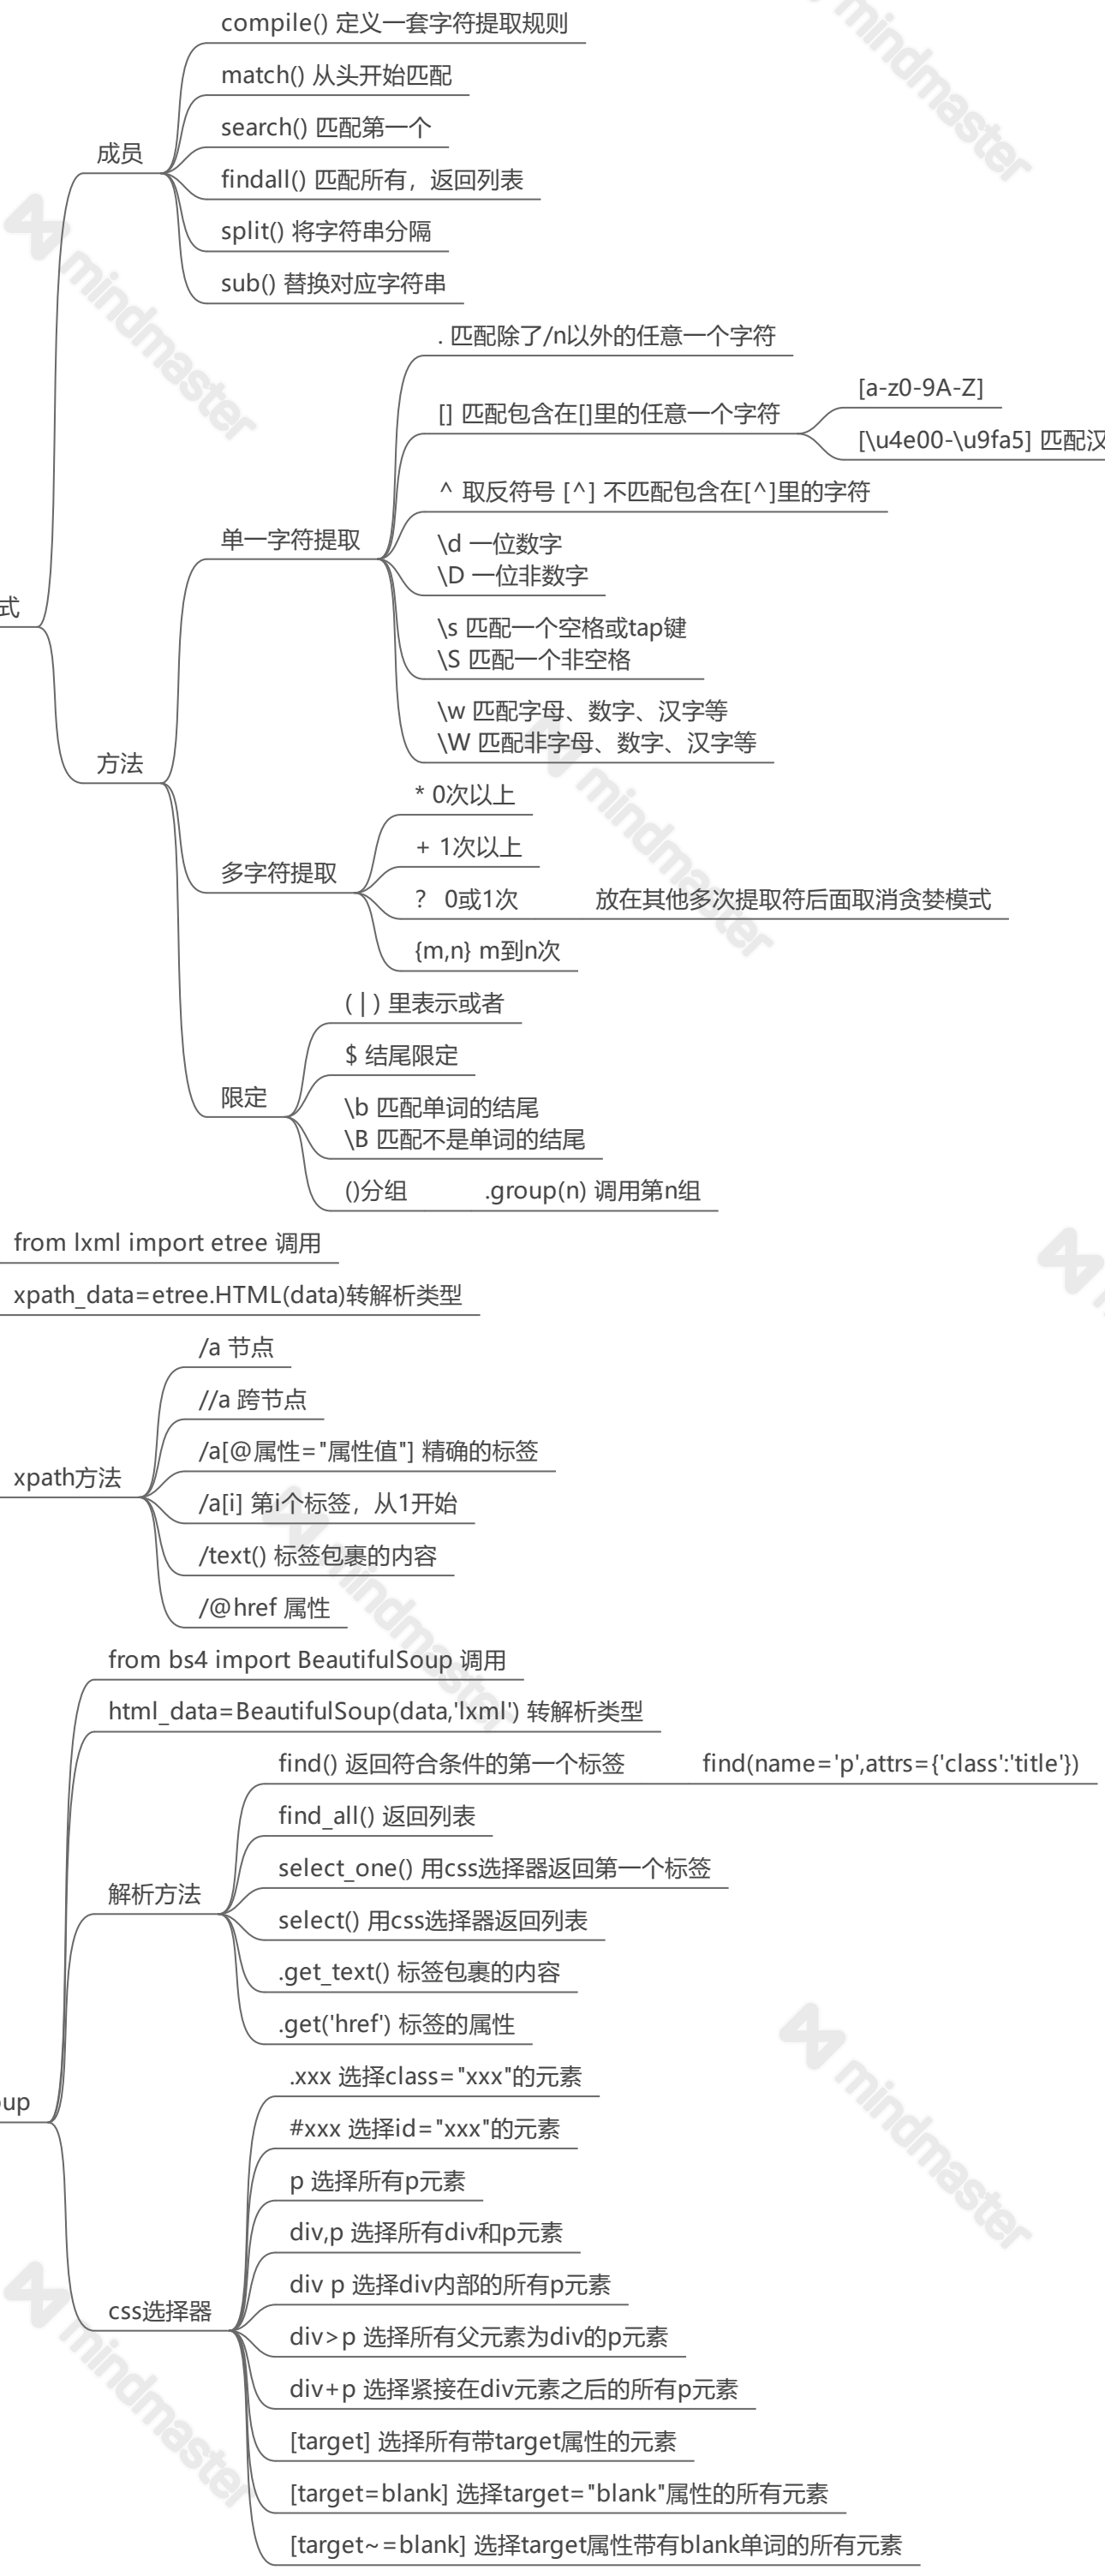 compile() 定义一套字符提取规则
match() 从头开始匹配
search() 匹配第一个
成员
findall() 匹配所有，返回列表
split() 将字符串分隔
sub() 替换对应字符串
. 匹配除了/n以外的任意一个字符
[] 匹配包含在[]里的任意一个字符
[a-z0-9A-Z]
[\u4e00-\u9fa5] 匹配汉
^ 取反符号 [^] 不匹配包含在[^]里的字符
单一字符提取
\d 一位数字
\D 一位非数字
式
\s 匹配一个空格或tap键
\S 匹配一个非空格
\w 匹配字母、数字、汉字等
\W 匹配非字母、数字、汉字等
方法
* 0次以上
+ 1次以上
多字符提取
? 0或1次 放在其他多次提取符后面取消贪婪模式
{m,n} m到n次
( | ) 里表示或者
$ 结尾限定
限定
\b 匹配单词的结尾
\B 匹配不是单词的结尾
()分组 .group(n) 调用第n组
from lxml import etree 调用
xpath_data=etree.HTML(data)转解析类型
/a 节点
//a 跨节点
/a[@属性="属性值"] 精确的标签
xpath方法
/a[i] 第i个标签，从1开始
/text() 标签包裹的内容
/@href 属性
from bs4 import BeautifulSoup 调用
html_data=BeautifulSoup(data,'lxml') 转解析类型
find() 返回符合条件的第一个标签 find(name='p',attrs={'class':'title'})
find_all() 返回列表
select_one() 用css选择器返回第一个标签
解析方法
select() 用css选择器返回列表
.get_text() 标签包裹的内容
.get('href') 标签的属性
.xxx 选择class="xxx"的元素
oup
#xxx 选择id="xxx"的元素
p 选择所有p元素
div,p 选择所有div和p元素
div p 选择div内部的所有p元素
css选择器
div>p 选择所有父元素为div的p元素
div+p 选择紧接在div元素之后的所有p元素
[target] 选择所有带target属性的元素
[target=blank] 选择target="blank"属性的所有元素
[target~=blank] 选择target属性带有blank单词的所有元素
mindmaster
mindmaster
mindmaster
mindmaster
mindmaster
mindmaster